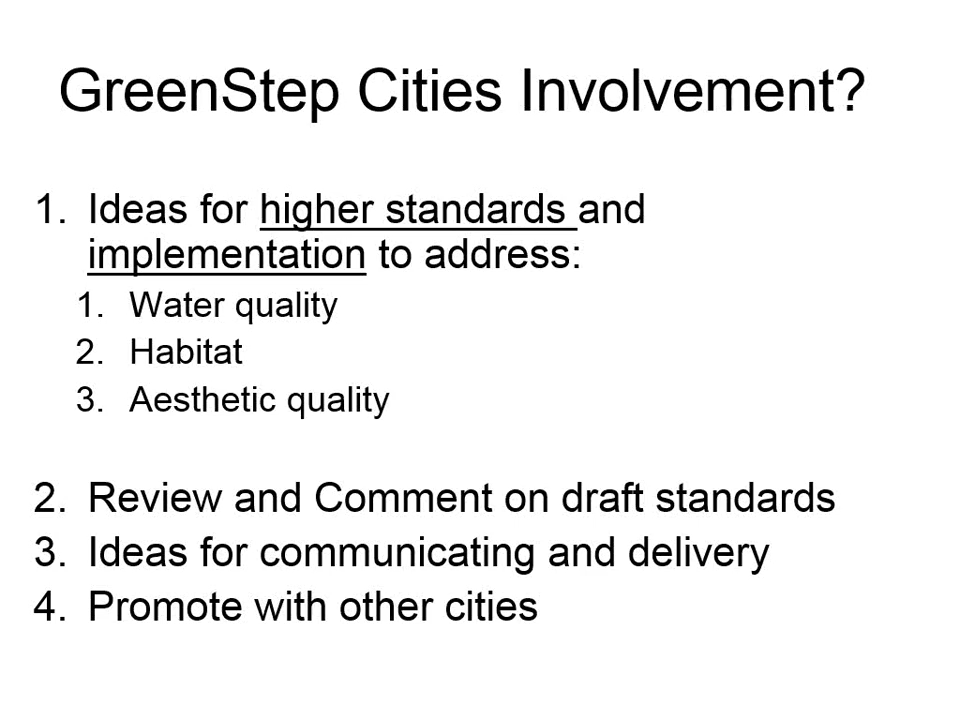 GreenStep Cities Involvement?
1. Ideas for higher standards and
implementation to address:
1. Water quality
2. Habitat
3. Aesthetic quality
2. Review and Comment on draft standards
3. Ideas for communicating and delivery
4. Promote with other cities